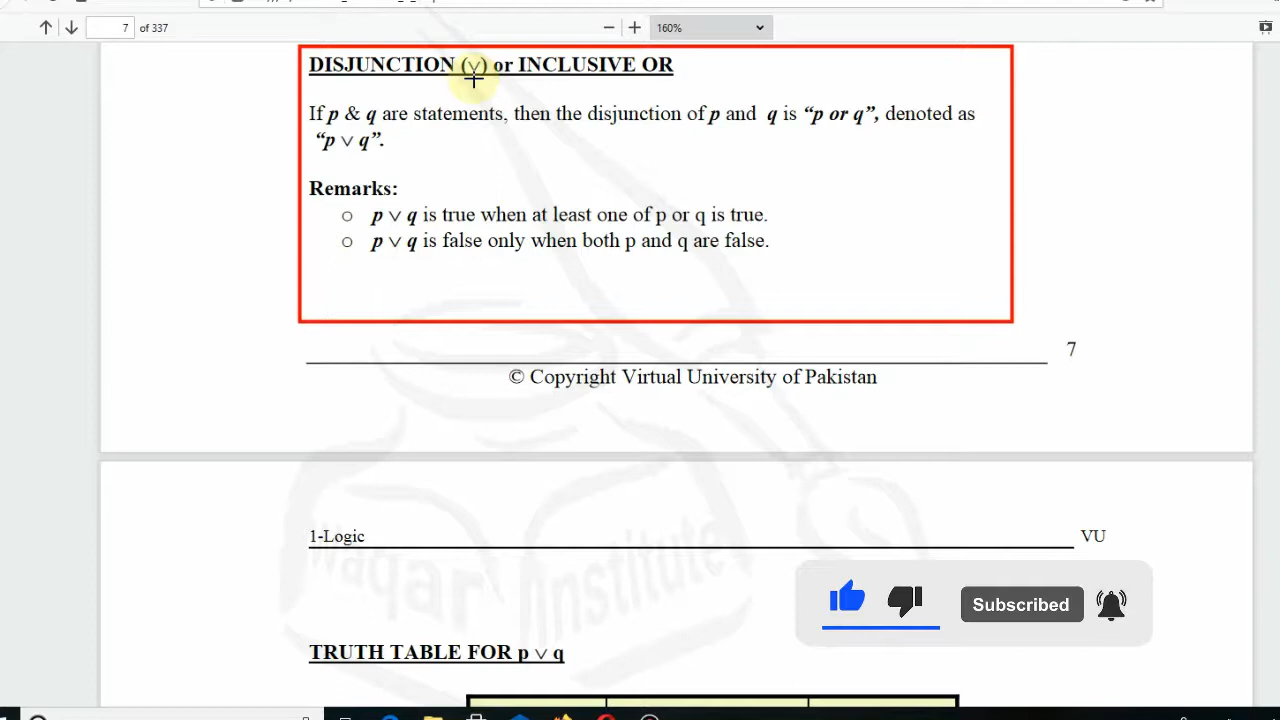 7 of 337
160%
DISJUNCTION (∨) or INCLUSIVE OR
If p & q are statements, then the disjunction of p and q is “p or q”, denoted as
“p ∨ q”.
Remarks:
○ p ∨ q is true when at least one of p or q is true.
○ p ∨ q is false only when both p and q are false.
7
© Copyright Virtual University of Pakistan
1-Logic VU
Waqar Institute
Subscribed
TRUTH TABLE FOR p ∨ q